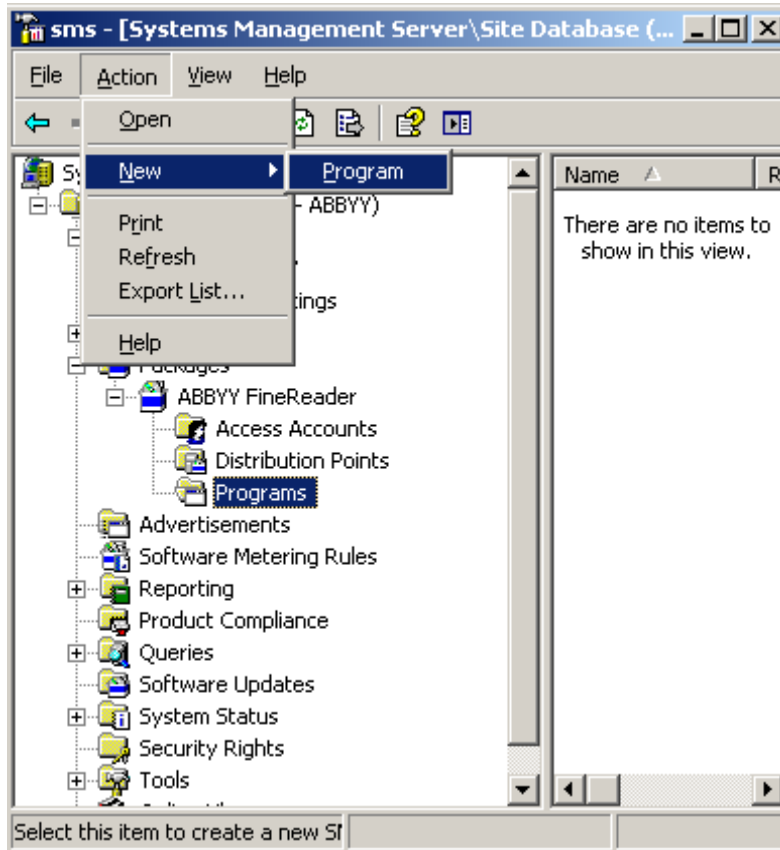 sms - [Systems Management Server\Site Database (...
File Action View Help
Open
New
Program
Print
Refresh
Export List...
Help
Sy
- ABBYY)
ings
Packages
ABBYY FineReader
Access Accounts
Distribution Points
Programs
Advertisements
Software Metering Rules
Reporting
Product Compliance
Queries
Software Updates
System Status
Security Rights
Tools
Name
R
There are no items to
show in this view.
Select this item to create a new SM